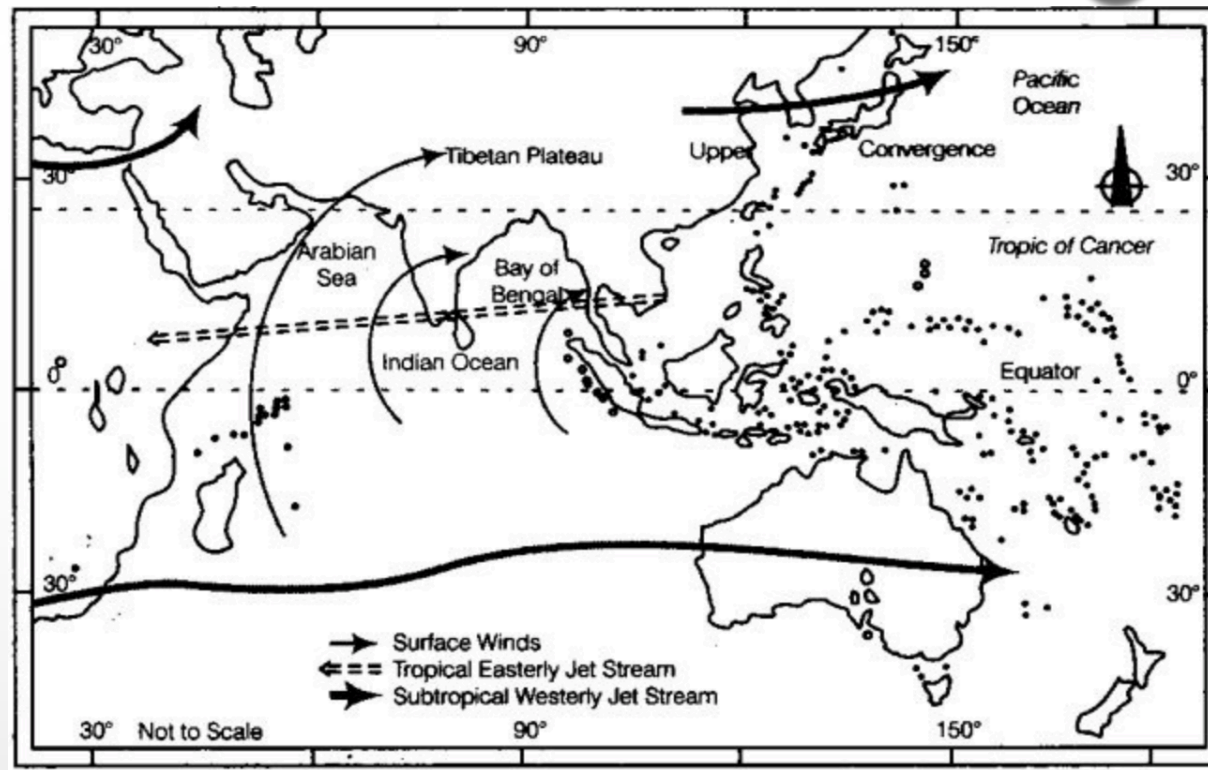 30°
90°
150°
Pacific
Ocean
Tibetan Plateau
Upper
Convergence
30°
30°
Arabian
Sea
Tropic of Cancer
Bay of
Bengal
Indian Ocean
Equator
0°
0°
30°
30°
Surface Winds
Tropical Easterly Jet Stream
Subtropical Westerly Jet Stream
30°
Not to Scale
90°
150°